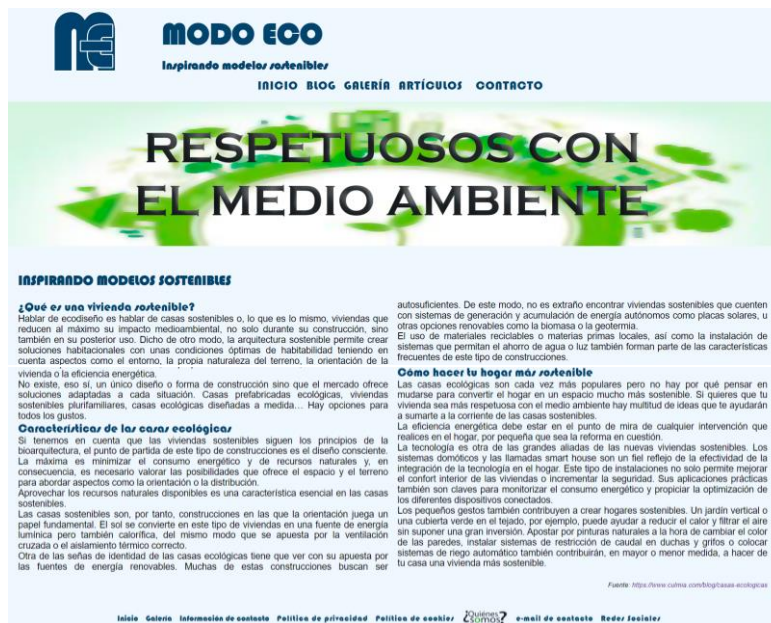 MODO ECO
Inspirando modelos sostenibles
INICIO BLOG GALERÍA ARTÍCULOS CONTACTO
RESPETUOSOS CON
EL MEDIO AMBIENTE
INSPIRANDO MODELOS SOSTENIBLES
¿Qué es una vivienda sostenible?
Hablar de ecodiseño es hablar de casas sostenibles o, lo que es lo mismo, viviendas que
reducen al máximo su impacto medioambiental, no solo durante su construcción, sino
también en su posterior uso. Dicho de otro modo, la arquitectura sostenible permite crear
soluciones habitacionales con unas condiciones óptimas de habitabilidad teniendo en
cuenta aspectos como el entorno, la propia naturaleza del terreno, la orientación de la
vivienda o la eficiencia energética.
No existe, eso sí, un único diseño o forma de construcción sino que el mercado ofrece
soluciones adaptadas a cada situación. Casas prefabricadas ecológicas, viviendas
sostenibles plurifamiliares, casas ecológicas diseñadas a medida… Hay opciones para
todos los gustos.
Características de las casas ecológicas
Si tenemos en cuenta que las viviendas sostenibles siguen los principios de la
bioarquitectura, el punto de partida de este tipo de construcciones es el diseño consciente.
La máxima es minimizar el consumo energético y de recursos naturales y, en
consecuencia, es necesario valorar las posibilidades que ofrece el espacio y el terreno
para abordar aspectos como la orientación o la distribución.
Aprovechar los recursos naturales disponibles es una característica esencial en las casas
sostenibles.
Las casas sostenibles son, por tanto, construcciones en las que la orientación juega un
papel fundamental. El sol se convierte en este tipo de viviendas en una fuente de energía
lumínica pero también calorífica, del mismo modo que se apuesta por la ventilación
cruzada o el aislamiento térmico correcto.
Otra de las señas de identidad de las casas ecológicas tiene que ver con su apuesta por
las fuentes de energía renovables. Muchas de estas construcciones buscan ser
autosuficientes. De este modo, no es extraño encontrar viviendas sostenibles que cuenten
con sistemas de generación y acumulación de energía autónomos como placas solares, u
otras opciones renovables como la biomasa o la geotermia.
El uso de materiales reciclables o materias primas locales, así como la instalación de
sistemas que permitan el ahorro de agua o luz también forman parte de las características
frecuentes de este tipo de construcciones.
Cómo hacer tu hogar más sostenible
Las casas ecológicas son cada vez más populares pero no hay por qué pensar en
mudarse para convertir el hogar en un espacio mucho más sostenible. Si quieres que tu
vivienda sea más respetuosa con el medio ambiente hay multitud de ideas que te ayudarán
a sumarte a la corriente de las casas sostenibles.
La eficiencia energética debe estar en el punto de mira de cualquier intervención que
realices en el hogar, por pequeña que sea la reforma en cuestión.
La tecnología es otra de las grandes aliadas de las nuevas viviendas sostenibles. Los
sistemas domóticos y las llamadas smart house son un fiel reflejo de la efectividad de la
integración de la tecnología en el hogar. Este tipo de instalaciones no solo permite mejorar
el confort interior de las viviendas o incrementar la seguridad. Sus aplicaciones prácticas
también son claves para monitorizar el consumo energético y propiciar la optimización de
los diferentes dispositivos conectados.
Los pequeños gestos también contribuyen a crear hogares sostenibles. Un jardín vertical o
una cubierta verde en el tejado, por ejemplo, puede ayudar a reducir el calor y filtrar el aire
sin suponer una gran inversión. Apostar por pinturas naturales a la hora de cambiar el color
de las paredes, instalar sistemas de restricción de caudal en duchas y grifos o colocar
sistemas de riego automático también contribuirán, en mayor o menor medida, a hacer de
tu casa una vivienda más sostenible.
Fuente: https://www.culmia.com/blog/casas-ecologicas
Inicio Galería Información de contacto Política de privacidad Política de cookies ¿Quiénes somos? e-mail de contacto Redes Sociales